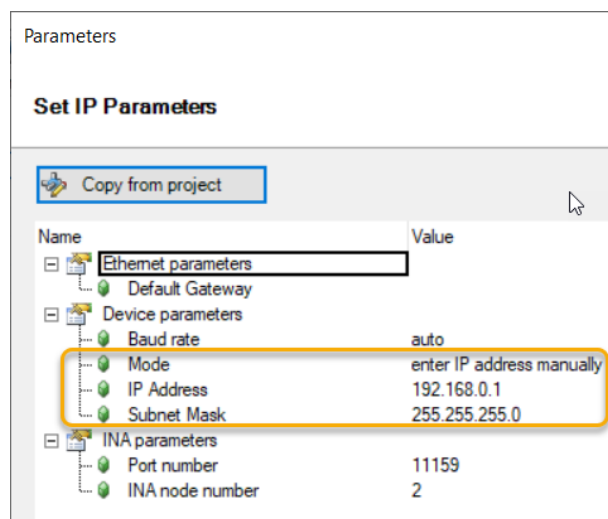 Parameters
Set IP Parameters
Copy from project
Name Value
Ethernet parameters
Default Gateway
Device parameters
Baud rate auto
Mode enter IP address manually
IP Address 192.168.0.1
Subnet Mask 255.255.255.0
INA parameters
Port number 11159
INA node number 2